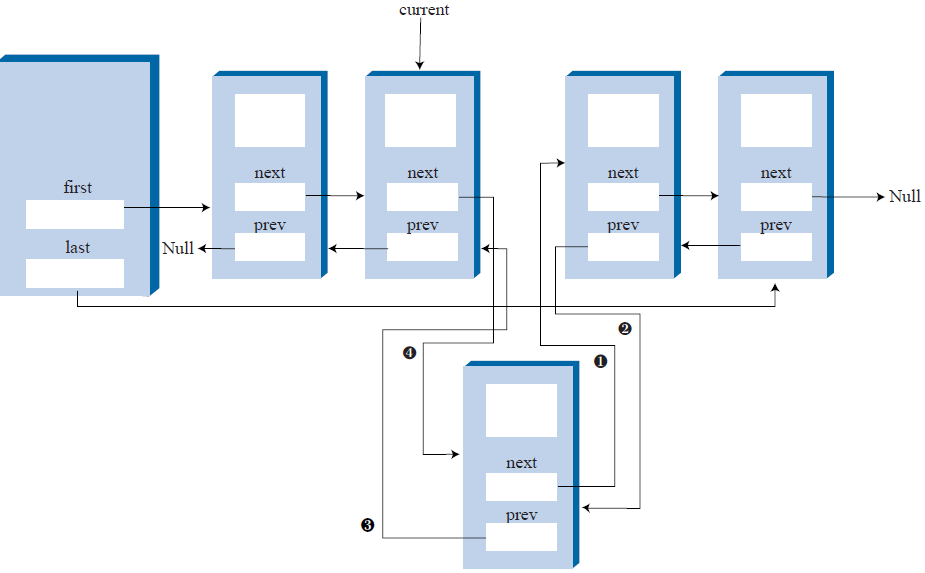 current
next
next
next
next
first
prev
prev
prev
prev
Null
last
Null
❷
❹
❶
next
prev
❸